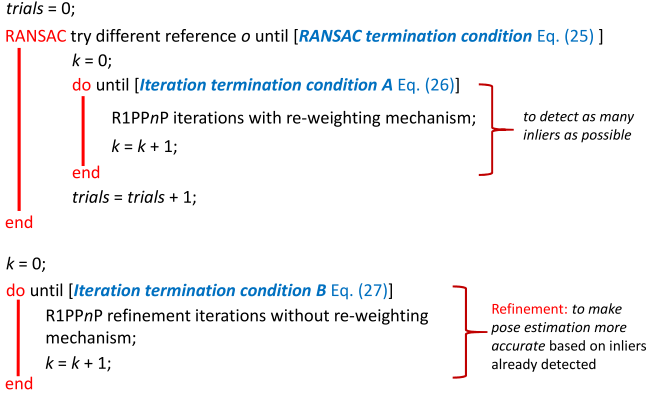 trials = 0;
RANSAC try different reference o until [RANSAC termination condition Eq. (25) ]
k = 0;
do until [Iteration termination condition A Eq. (26)]
R1PPnP iterations with re-weighting mechanism;
k = k + 1;
end
to detect as many
inliers as possible
trials = trials + 1;
end
k = 0;
do until [Iteration termination condition B Eq. (27)]
R1PPnP refinement iterations without re-weighting
mechanism;
k = k + 1;
end
Refinement: to make
pose estimation more
accurate based on inliers
already detected